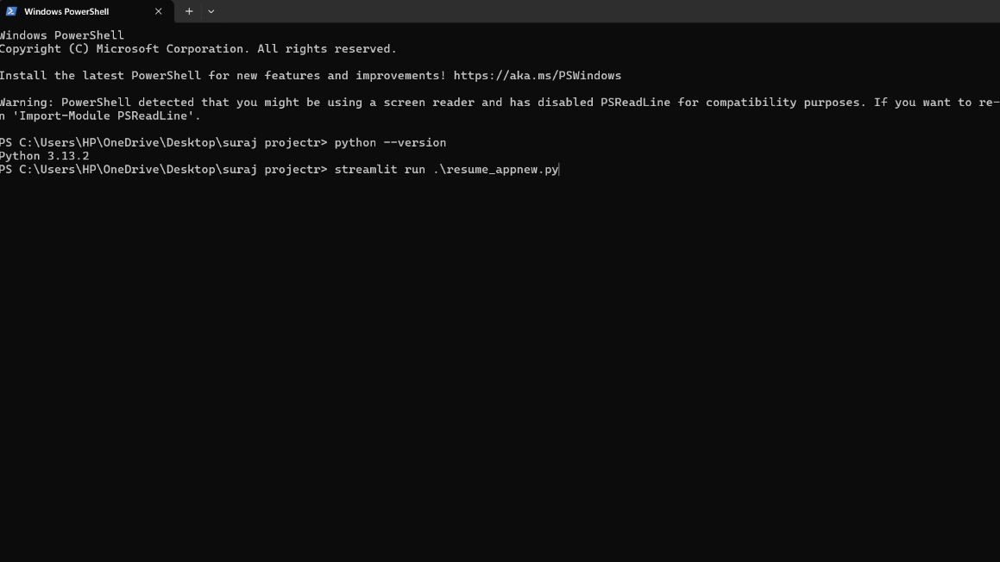 Windows PowerShell
Windows PowerShell
Copyright (C) Microsoft Corporation. All rights reserved.
Install the latest PowerShell for new features and improvements! https://aka.ms/PSWindows
Warning: PowerShell detected that you might be using a screen reader and has disabled PSReadLine for compatibility purposes. If you want to re-
n 'Import-Module PSReadLine'.
PS C:\Users\HP\OneDrive\Desktop\suraj projectr> python --version
Python 3.13.2
PS C:\Users\HP\OneDrive\Desktop\suraj projectr> streamlit run .\resume_appnew.py